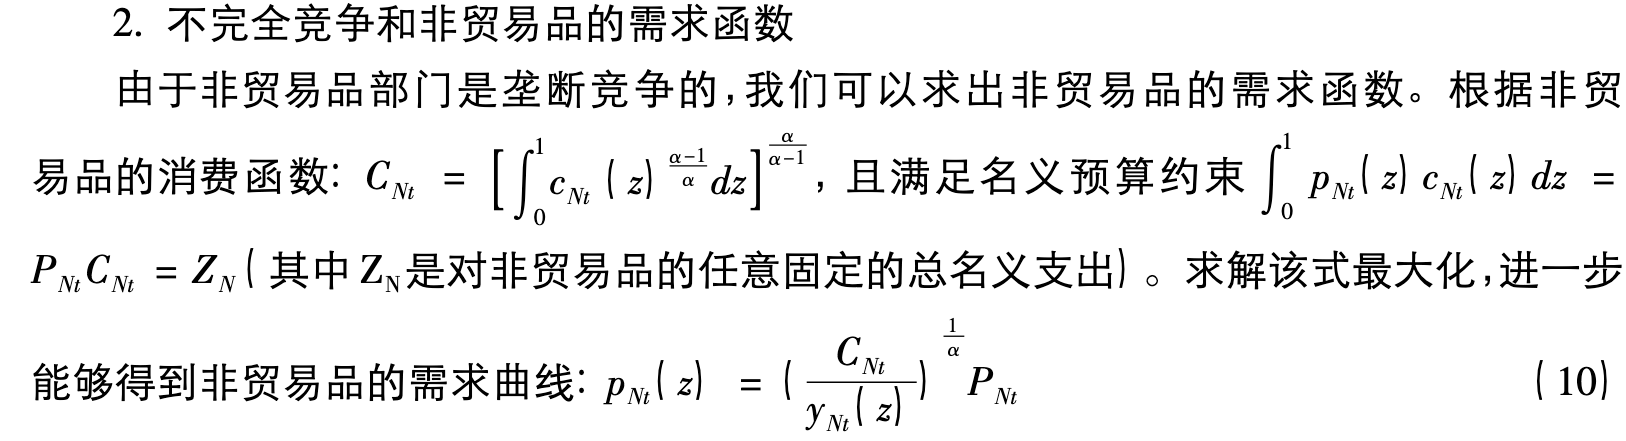 2. 不完全竞争和非贸易品的需求函数
由于非贸易品部门是垄断竞争的,我们可以求出非贸易品的需求函数。根据非贸
易品的消费函数: $C_{Nt} = \left[\int_0^1 c_{Nt}(z)^{\frac{α-1}{α}} dz\right]^{\frac{α}{α-1}}$, 且满足名义预算约束 $\int_0^1 p_{Nt}(z) c_{Nt}(z) dz =$
$P_{Nt} C_{Nt} = Z_N$ ( 其中 $Z_N$ 是对非贸易品的任意固定的总名义支出) 。求解该式最大化,进一步
能够得到非贸易品的需求曲线: $p_{Nt}(z) = \left(\frac{C_{Nt}}{y_{Nt}(z)}\right)^{\frac{1}{α}} P_{Nt}$ (10)